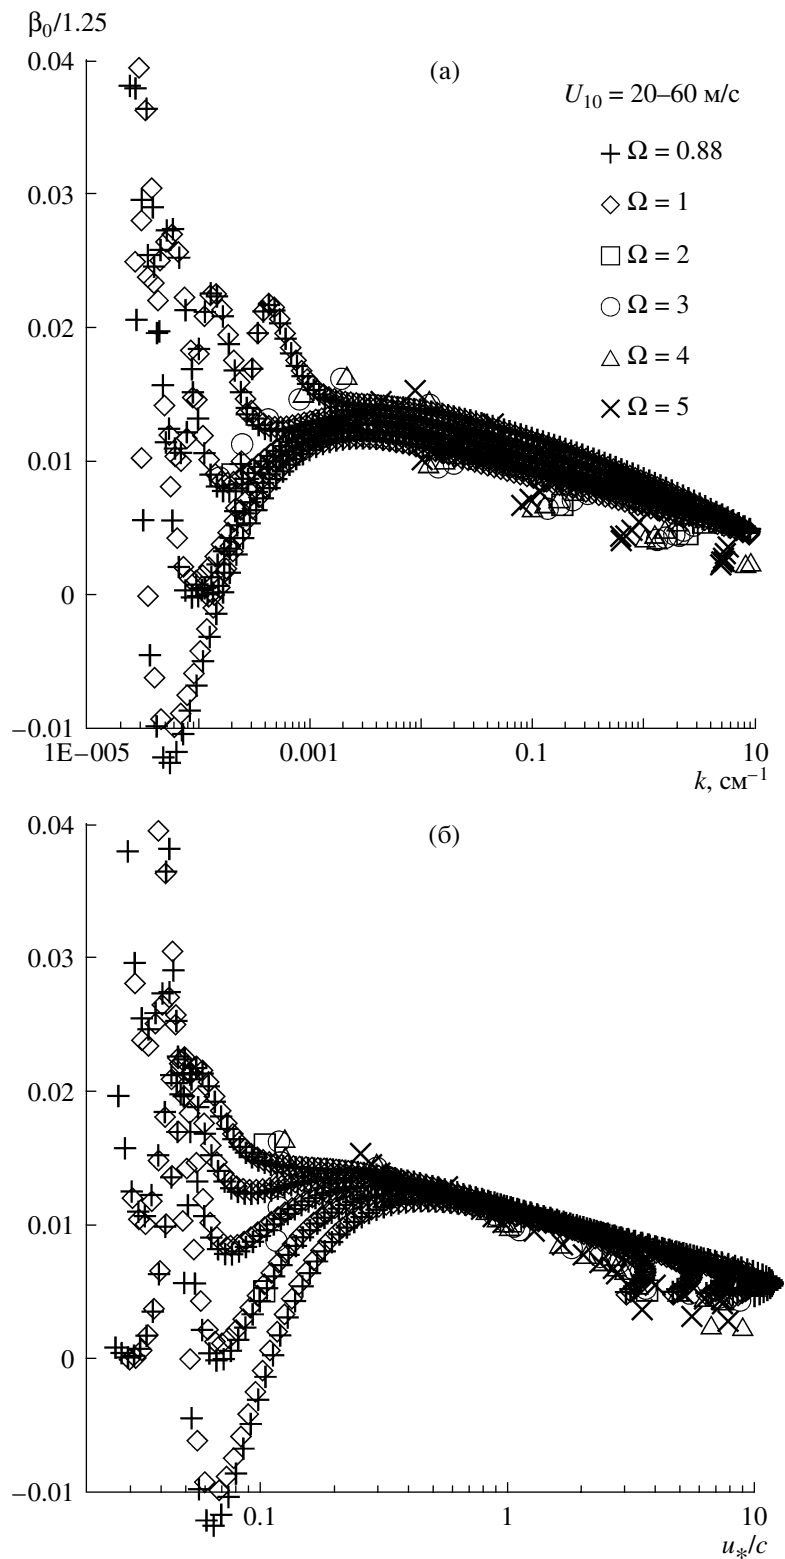 β₀/1.25
0.04
(а)
U₁₀ = 20–60 м/с
Ω = 0.88
0.03
Ω = 1
Ω = 2
0.02
Ω = 3
Ω = 4
Ω = 5
0.01
0
−0.01
1E−005 0.001 0.1 10
k, см⁻¹
0.04
(б)
0.03
0.02
0.01
0
−0.01
0.1 1 10
u*/c